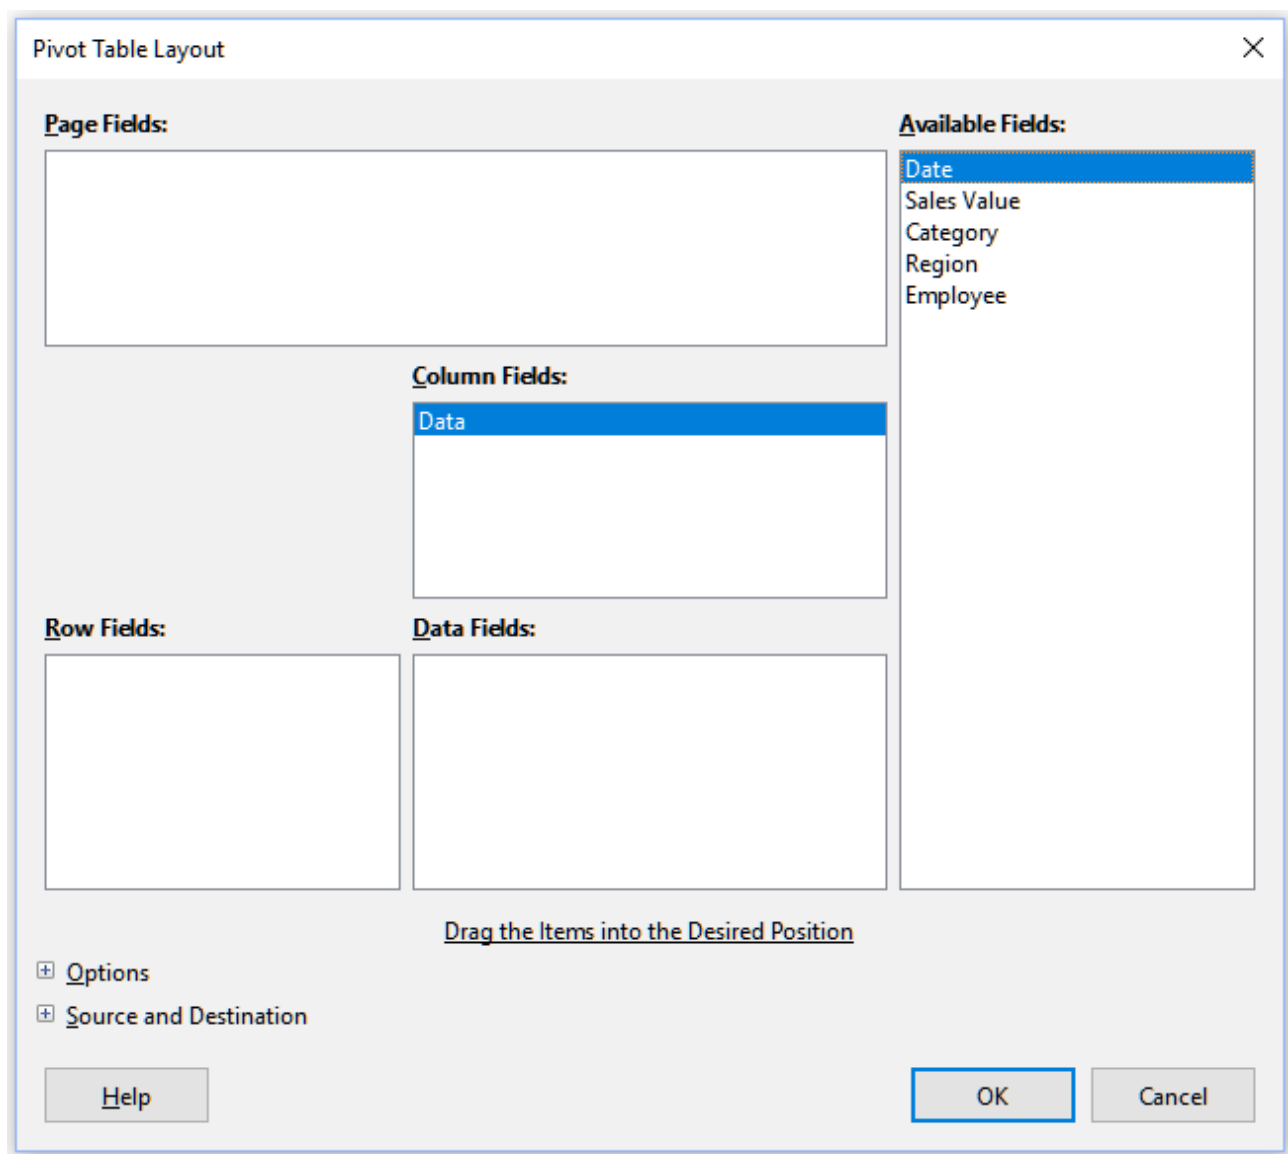 Pivot Table Layout
Page Fields:
Available Fields:
Date
Sales Value
Category
Region
Employee
Column Fields:
Data
Row Fields:
Data Fields:
Drag the Items into the Desired Position
Options
Source and Destination
Help
OK
Cancel